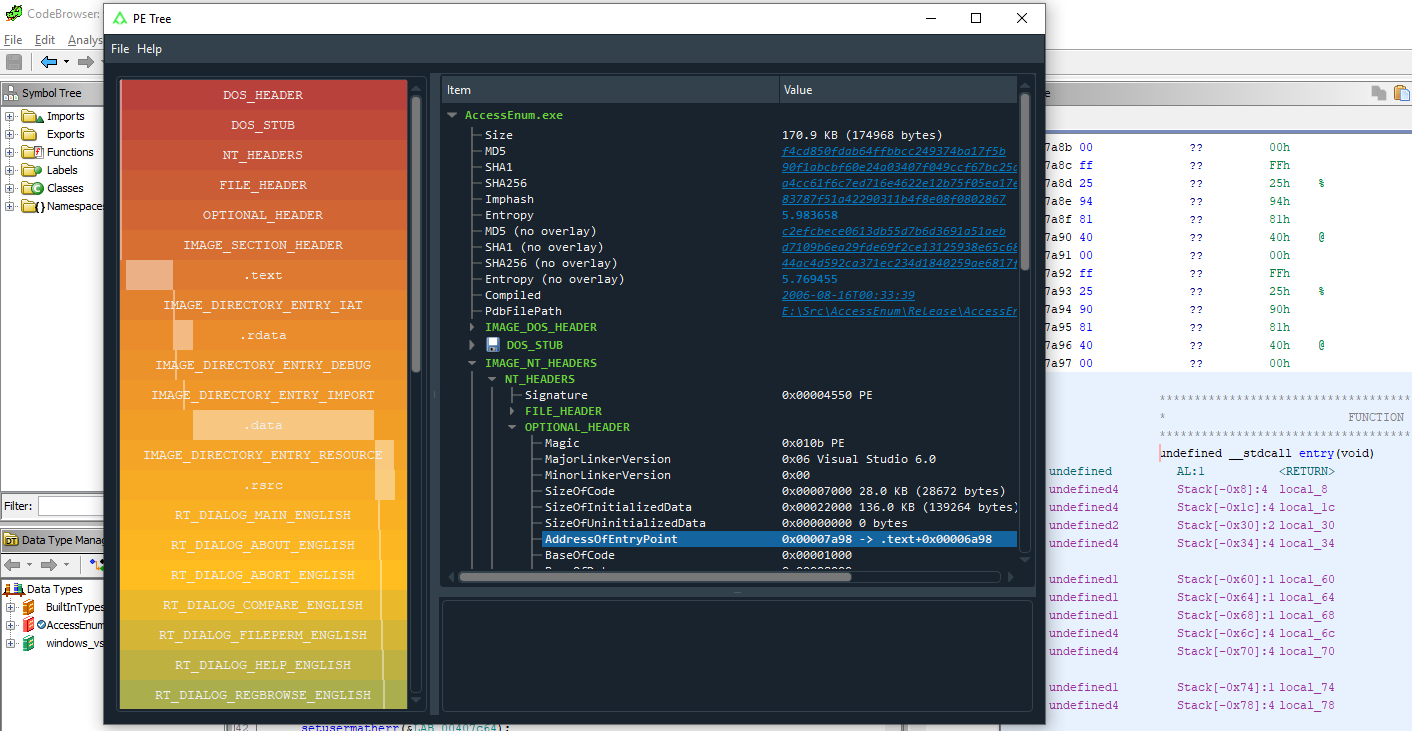 CodeBrowser:
File Edit Analys
Symbol Tree
Imports
Exports
Functions
Labels
Classes
Namespaces
Filter:
Data Type Mana
Data Types
BuiltInTypes
AccessEnum
windows_vs
PE Tree
File Help
DOS_HEADER
DOS_STUB
NT_HEADERS
FILE_HEADER
OPTIONAL_HEADER
IMAGE_SECTION_HEADER
.text
IMAGE_DIRECTORY_ENTRY_IAT
.rdata
IMAGE_DIRECTORY_ENTRY_DEBUG
IMAGE_DIRECTORY_ENTRY_IMPORT
.data
IMAGE_DIRECTORY_ENTRY_RESOURCE
.rsrc
RT_DIALOG_MAIN_ENGLISH
RT_DIALOG_ABOUT_ENGLISH
RT_DIALOG_ABORT_ENGLISH
RT_DIALOG_COMPARE_ENGLISH
RT_DIALOG_FILEPERM_ENGLISH
RT_DIALOG_HELP_ENGLISH
RT_DIALOG_REGBROWSE_ENGLISH
Item Value
AccessEnum.exe
Size 170.9 KB (174968 bytes)
MD5 f4cd850fdab64ffbbcc249374ba17f5b
SHA1 90f1abcbf60e24a03407f049ccf67bc25c
SHA256 a4cc61f6c7ed716e4622e12b75f05ea17e
Imphash 83787f51a42290311b4f8e08f0802867
Entropy 5.983658
MD5 (no overlay) c2efcbece0613db55d7b6d3691a51aeb
SHA1 (no overlay) d7109b6ea29fde69f2ce13125938e65c68
SHA256 (no overlay) 44ac4d592ca371ec234d1840259ae6817f
Entropy (no overlay) 5.769455
Compiled 2006-08-16T00:33:39
PdbFilePath E:\Src\AccessEnum\Release\AccessEn
IMAGE_DOS_HEADER
DOS_STUB
IMAGE_NT_HEADERS
NT_HEADERS
Signature 0x00004550 PE
FILE_HEADER
OPTIONAL_HEADER
Magic 0x010b PE
MajorLinkerVersion 0x06 Visual Studio 6.0
MinorLinkerVersion 0x00
SizeOfCode 0x00007000 28.0 KB (28672 bytes)
SizeOfInitializedData 0x00022000 136.0 KB (139264 bytes)
SizeOfUninitializedData 0x00000000 0 bytes
AddressOfEntryPoint 0x00007a98 -> .text+0x00006a98
BaseOfCode 0x00001000
42 setusermatherr(&LAB_00407c64);
7a8b 00 ?? 00h
7a8c ff ?? FFh
7a8d 25 ?? 25h %
7a8e 94 ?? 94h
7a8f 81 ?? 81h
7a90 40 ?? 40h @
7a91 00 ?? 00h
7a92 ff ?? FFh
7a93 25 ?? 25h %
7a94 90 ?? 90h
7a95 81 ?? 81h
7a96 40 ?? 40h @
7a97 00 ?? 00h
* FUNCTION
undefined __stdcall entry(void)
undefined AL:1 <RETURN>
undefined4 Stack[-0x8]:4 local_8
undefined4 Stack[-0x1c]:4 local_1c
undefined2 Stack[-0x30]:2 local_30
undefined4 Stack[-0x34]:4 local_34
undefined1 Stack[-0x60]:1 local_60
undefined1 Stack[-0x64]:1 local_64
undefined1 Stack[-0x68]:1 local_68
undefined4 Stack[-0x6c]:4 local_6c
undefined4 Stack[-0x70]:4 local_70
undefined1 Stack[-0x74]:1 local_74
undefined4 Stack[-0x78]:4 local_78